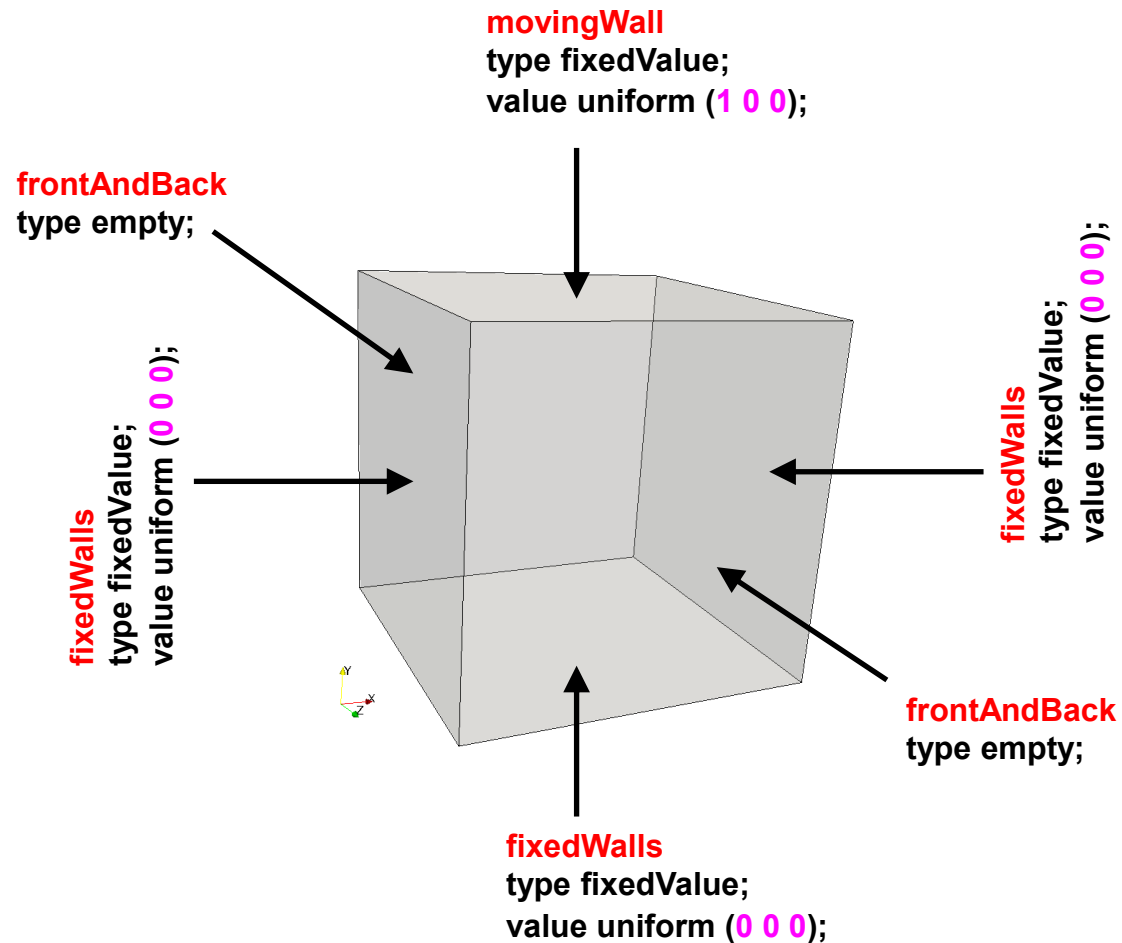 movingWall
type fixedValue;
value uniform (1 0 0);
frontAndBack
type empty;
fixedWalls
type fixedValue;
value uniform (0 0 0);
fixedWalls
type fixedValue;
value uniform (0 0 0);
Y
X
Z
frontAndBack
type empty;
fixedWalls
type fixedValue;
value uniform (0 0 0);